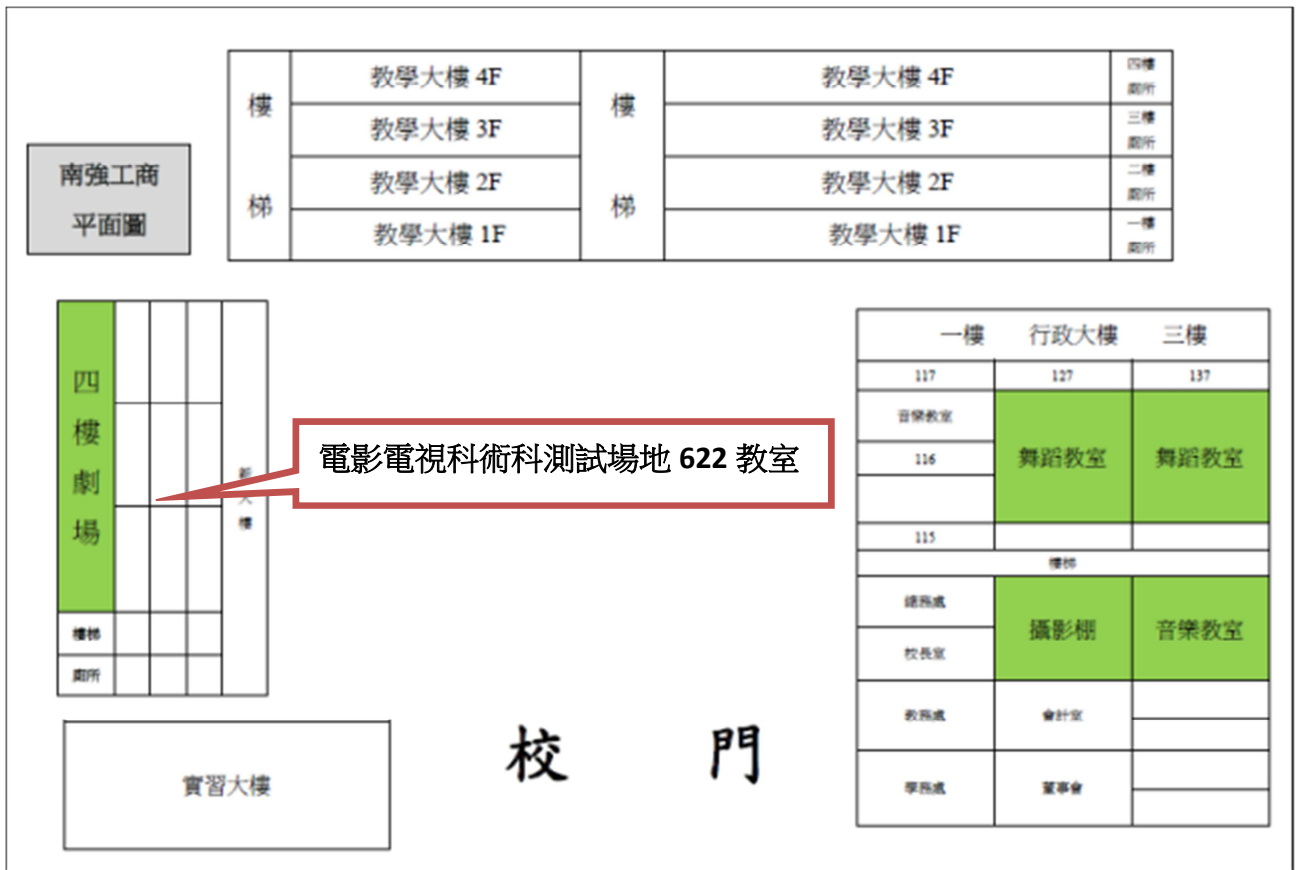 南強工商
平面圖
樓梯
教學大樓 4F
教學大樓 3F
教學大樓 2F
教學大樓 1F
樓梯
教學大樓 4F
教學大樓 3F
教學大樓 2F
教學大樓 1F
四樓
廁所
三樓
廁所
二樓
廁所
一樓
廁所
四樓劇場
樓梯
廁所
大樓
電影電視科術科測試場地 622 教室
一樓 行政大樓 三樓
117 127 137
音樂教室
116
舞蹈教室 舞蹈教室
115
樓梯
總務處
校長室
攝影棚 音樂教室
教務處 會計室
學務處 董事會
實習大樓
校 門